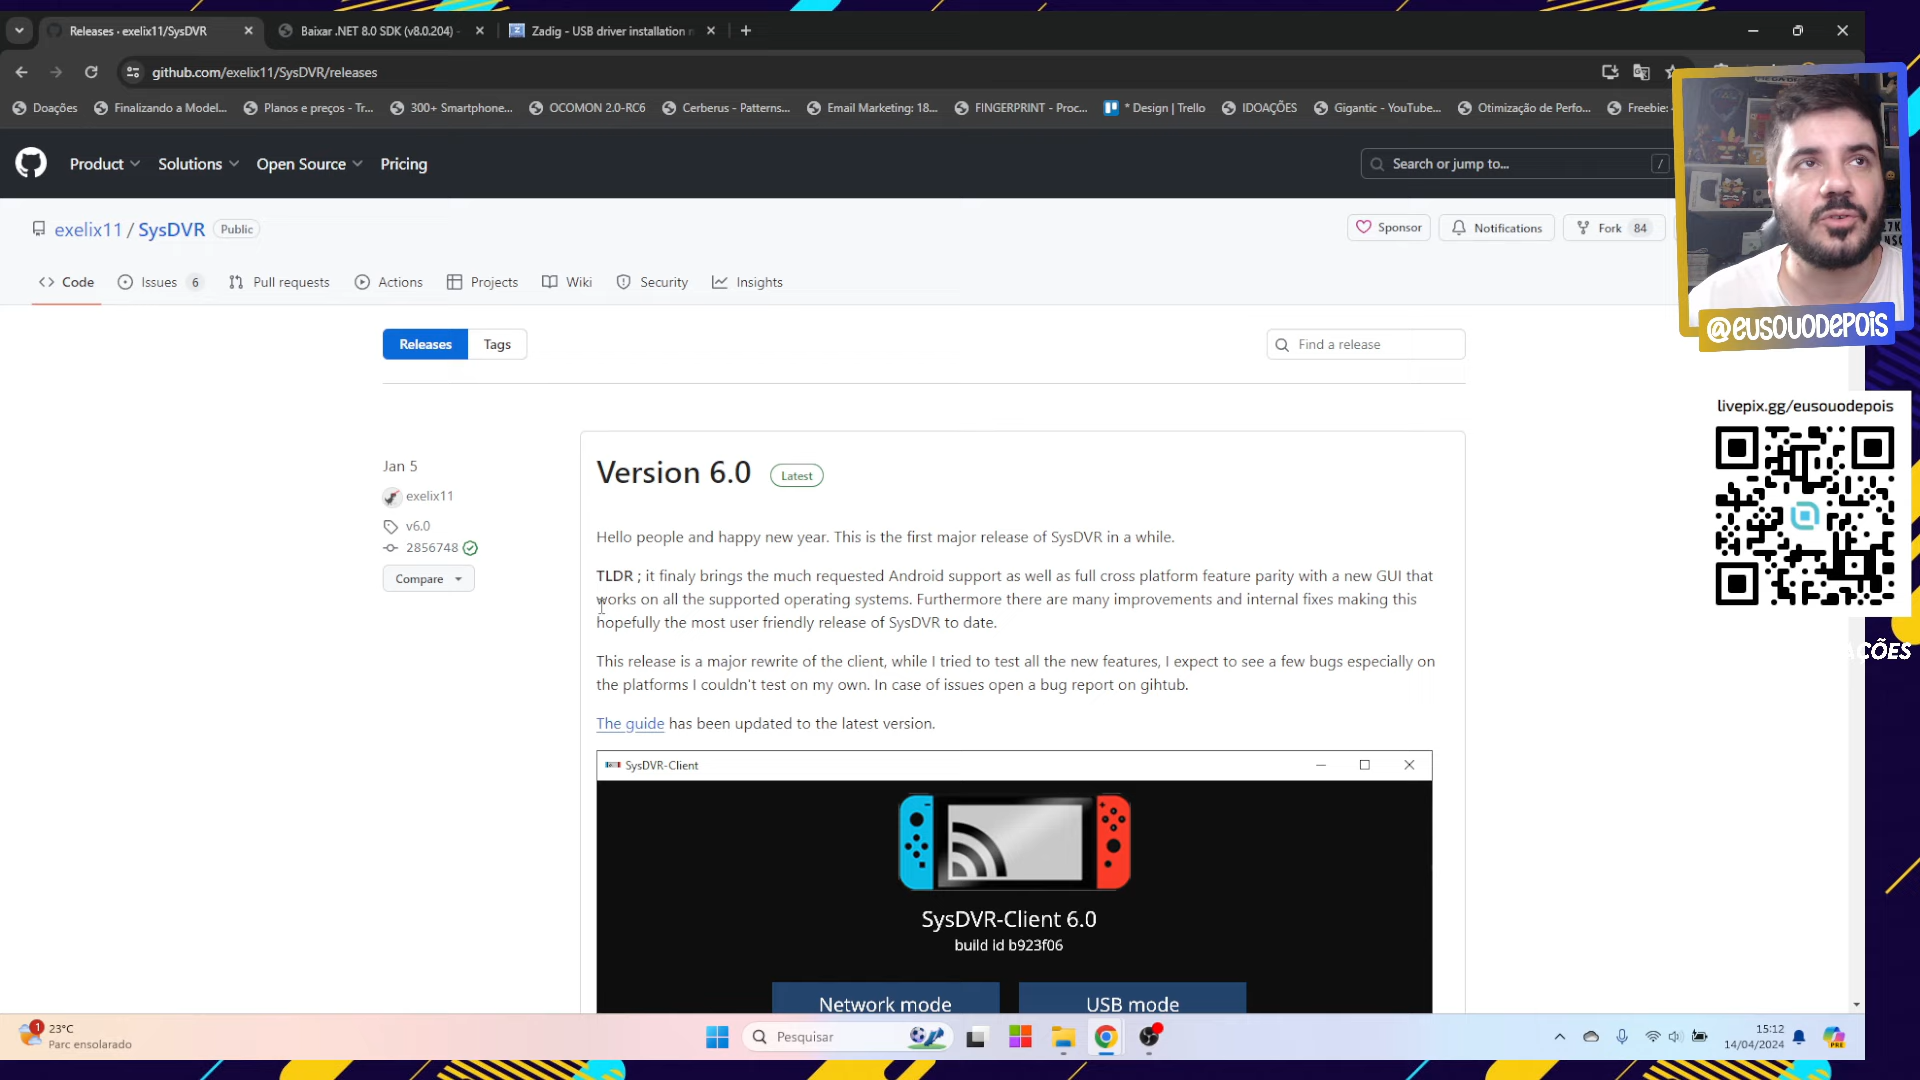 Releases · exelix11/SysDVR
Baixar .NET 8.0 SDK (v8.0.204) -
Zadig - USB driver installation
github.com/exelix11/SysDVR/releases
Doações
Finalizando a Model...
Planos e preços - Tr...
300+ Smartphone...
OCOMON 2.0-RC6
Cerberus - Patterns...
Email Marketing: 18...
FINGERPRINT - Proc...
* Design | Trello
IDOAÇÕES
Gigantic - YouTube...
Otimização de Perfo...
Freebie:
Product
Solutions
Open Source
Pricing
Search or jump to...
/
exelix11 / SysDVR
Public
Sponsor
Notifications
Fork 84
Code
Issues 6
Pull requests
Actions
Projects
Wiki
Security
Insights
@EUSOUODEPOIS
Releases
Tags
Find a release
livepix.gg/eusouodepois
Jan 5
exelix11
v6.0
2856748
Compare
Version 6.0
Latest
Hello people and happy new year. This is the first major release of SysDVR in a while.
TLDR ; it finaly brings the much requested Android support as well as full cross platform feature parity with a new GUI that
works on all the supported operating systems. Furthermore there are many improvements and internal fixes making this
hopefully the most user friendly release of SysDVR to date.
This release is a major rewrite of the client, while I tried to test all the new features, I expect to see a few bugs especially on
the platforms I couldn't test on my own. In case of issues open a bug report on gihtub.
The guide has been updated to the latest version.
SysDVR-Client
SysDVR-Client 6.0
build id b923f06
Network mode
USB mode
AÇÕES
1
23°C
Parc ensolarado
Pesquisar
15:12
14/04/2024
PRE